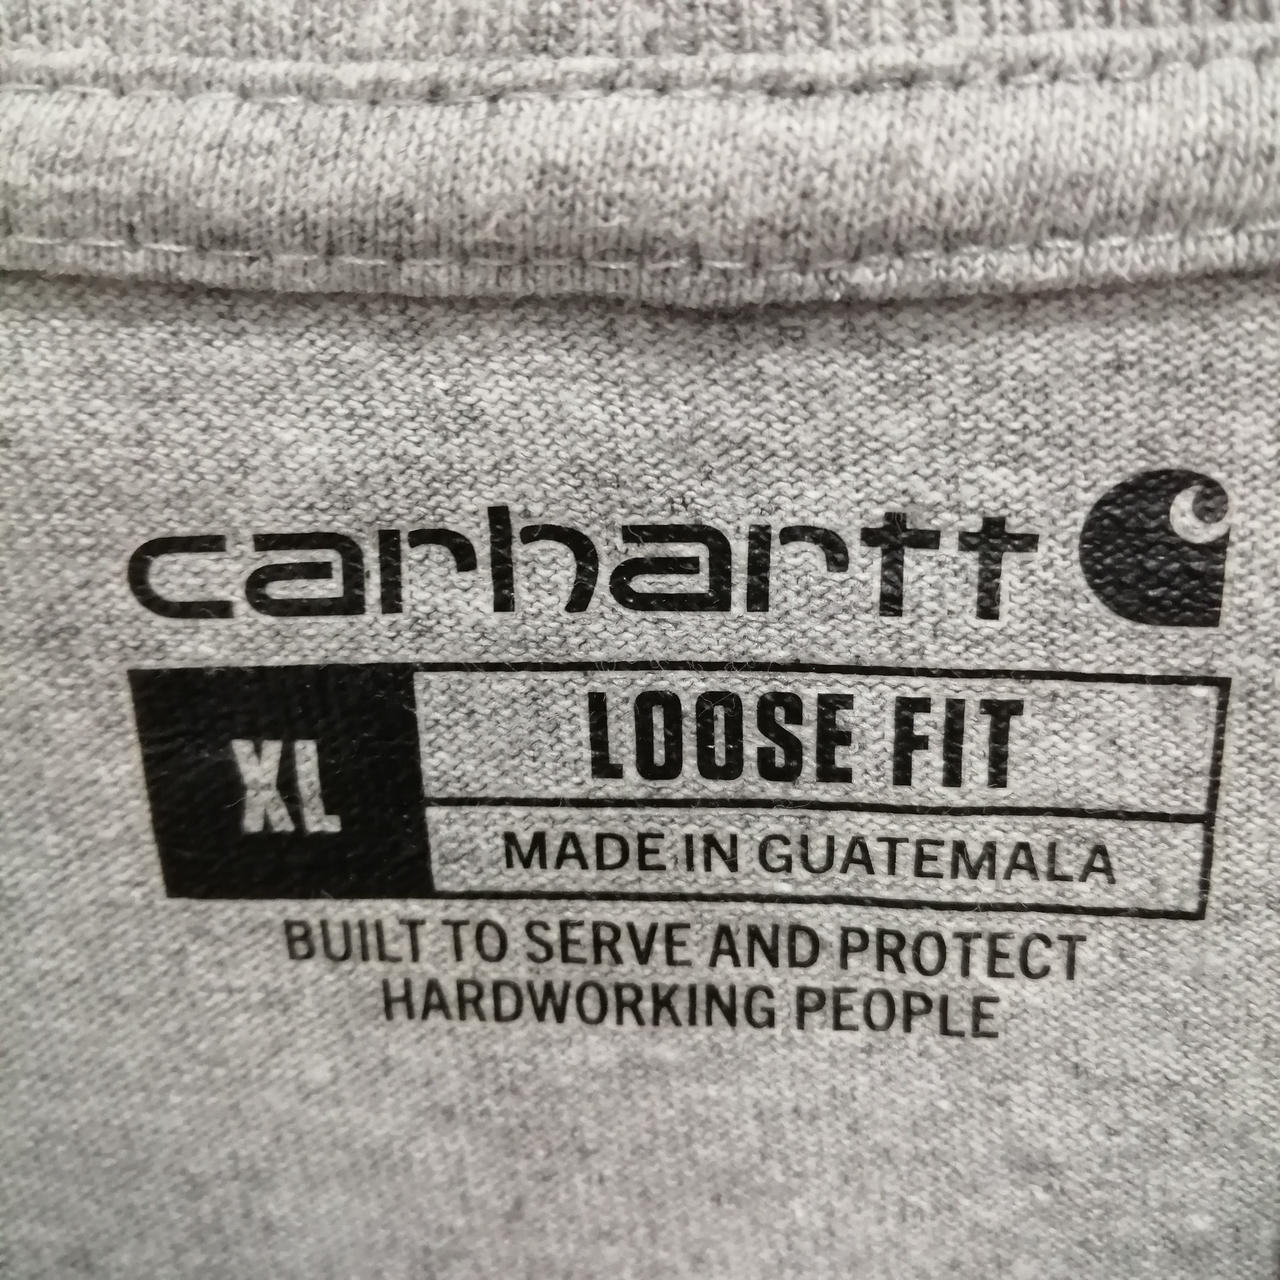 carhartt
XL
LOOSE FIT
MADE IN GUATEMALA
BUILT TO SERVE AND PROTECT
HARDWORKING PEOPLE